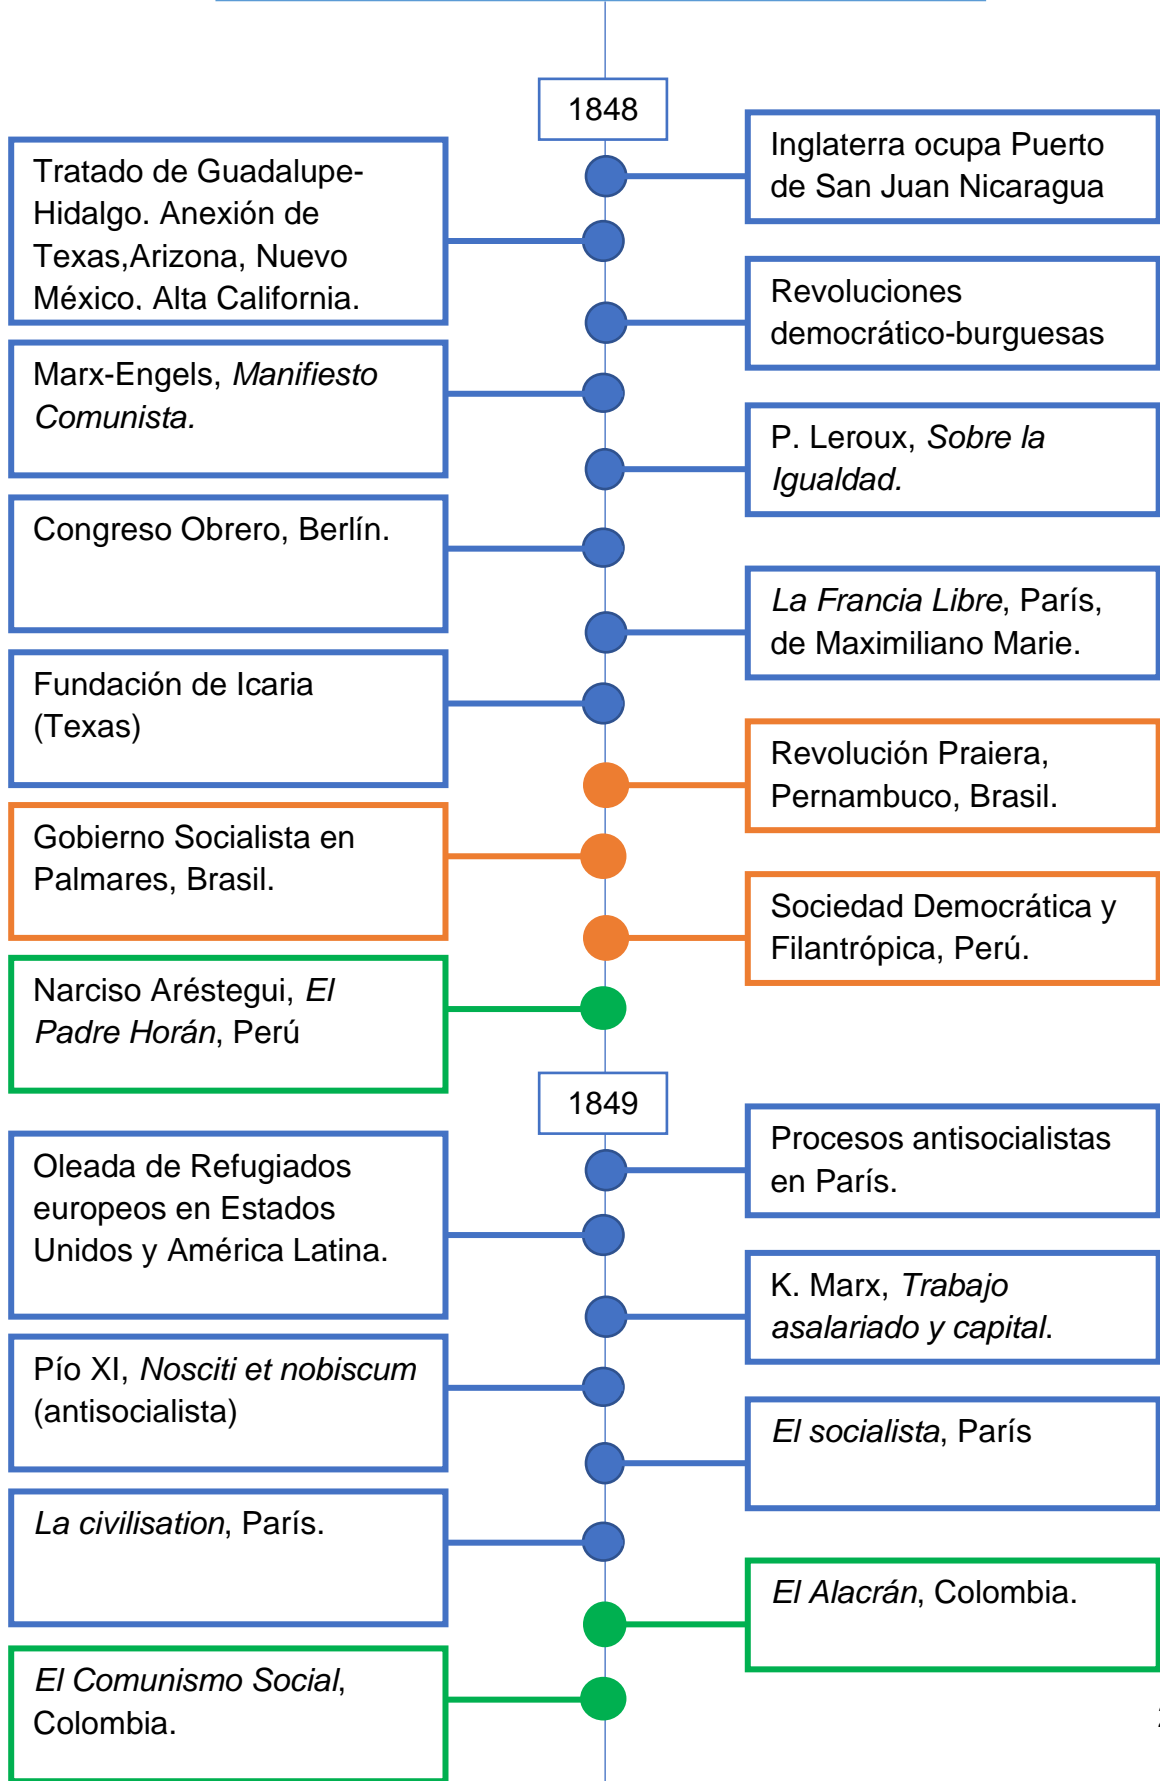 1848
Inglaterra ocupa Puerto
de San Juan Nicaragua
Tratado de Guadalupe-
Hidalgo. Anexión de
Texas,Arizona, Nuevo
México. Alta California.
Revoluciones
democrático-burguesas
Marx-Engels, Manifiesto
Comunista.
P. Leroux, Sobre la
Igualdad.
Congreso Obrero, Berlín.
La Francia Libre, París,
de Maximiliano Marie.
Fundación de Icaria
(Texas)
Revolución Praiera,
Pernambuco, Brasil.
Gobierno Socialista en
Palmares, Brasil.
Sociedad Democrática y
Filantrópica, Perú.
Narciso Aréstegui, El
Padre Horán, Perú
1849
Procesos antisocialistas
en París.
Oleada de Refugiados
europeos en Estados
Unidos y América Latina.
K. Marx, Trabajo
asalariado y capital.
Pío XI, Nosciti et nobiscum
(antisocialista)
El socialista, París
La civilisation, París.
El Alacrán, Colombia.
El Comunismo Social,
Colombia.